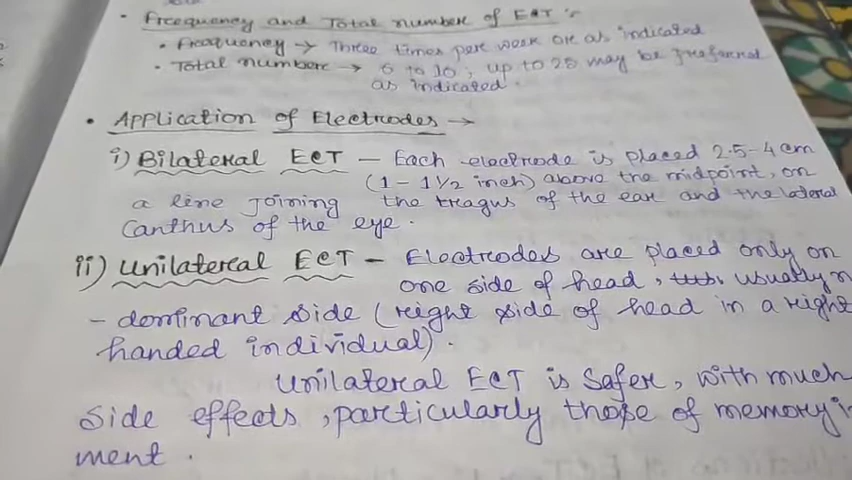 • Frequency and Total number of ECT :-
• Frequency → Three times per week or as indicated
• Total number → 6 to 10, up to 25 may be preferred
as indicated.
• Application of Electrodes →
i) Bilateral ECT – Each electrode is placed 2.5-4 cm
(1 - 1 1/2 inch) above the midpoint, on
a line joining the tragus of the ear and the lateral
canthus of the eye.
ii) Unilateral ECT – Electrodes are placed only on
one side of head, usually n
- dominant side (right side of head in a right
handed individual).
Unilateral ECT is safer, with much
side effects, particularly those of memory i
ment.